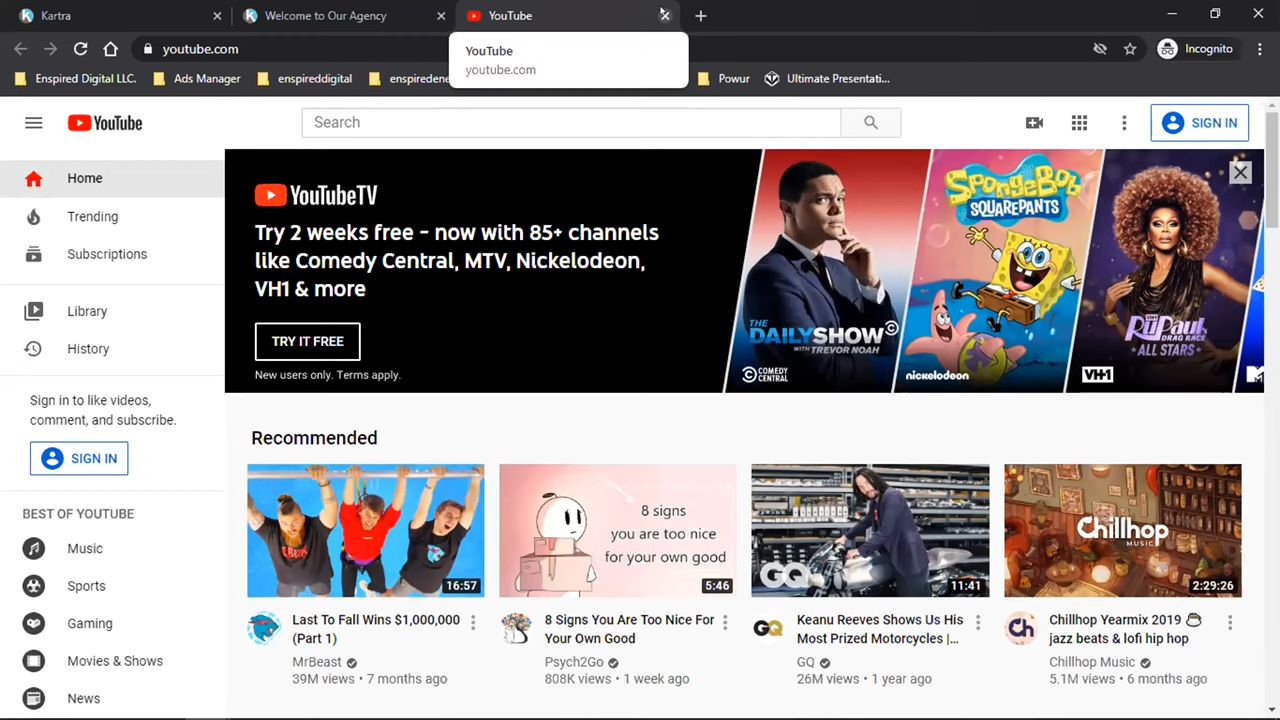 Kartra
Welcome to Our Agency
YouTube
youtube.com
Incognito
YouTube
youtube.com
Enspired Digital LLC.
Ads Manager
enspireddigital
enspiredene
Powur
Ultimate Presentati...
YouTube
Search
SIGN IN
Home
Trending
Subscriptions
Library
History
Sign in to like videos,
comment, and subscribe.
SIGN IN
BEST OF YOUTUBE
Music
Sports
Gaming
Movies & Shows
News
YouTubeTV
Try 2 weeks free – now with 85+ channels
like Comedy Central, MTV, Nickelodeon,
VH1 & more
TRY IT FREE
New users only. Terms apply.
THE
DAILY SHOW
WITH TREVOR NOAH
COMEDY
CENTRAL
SPONGEBOB
SQUAREPANTS
nickelodeon
RuPaul
DRAG RACE
ALL STARS
VH1
Recommended
16:57
Last To Fall Wins $1,000,000
(Part 1)
MrBeast
39M views • 7 months ago
8 signs
you are too nice
for your own good
5:46
8 Signs You Are Too Nice For
Your Own Good
Psych2Go
808K views • 1 week ago
GQ
11:41
GQ
Keanu Reeves Shows Us His
Most Prized Motorcycles |...
GQ
26M views • 1 year ago
Chillhop
MUSIC
2:29:26
Ch
Chillhop Yearmix 2019 ☕
jazz beats & lofi hip hop
Chillhop Music
5.1M views • 6 months ago